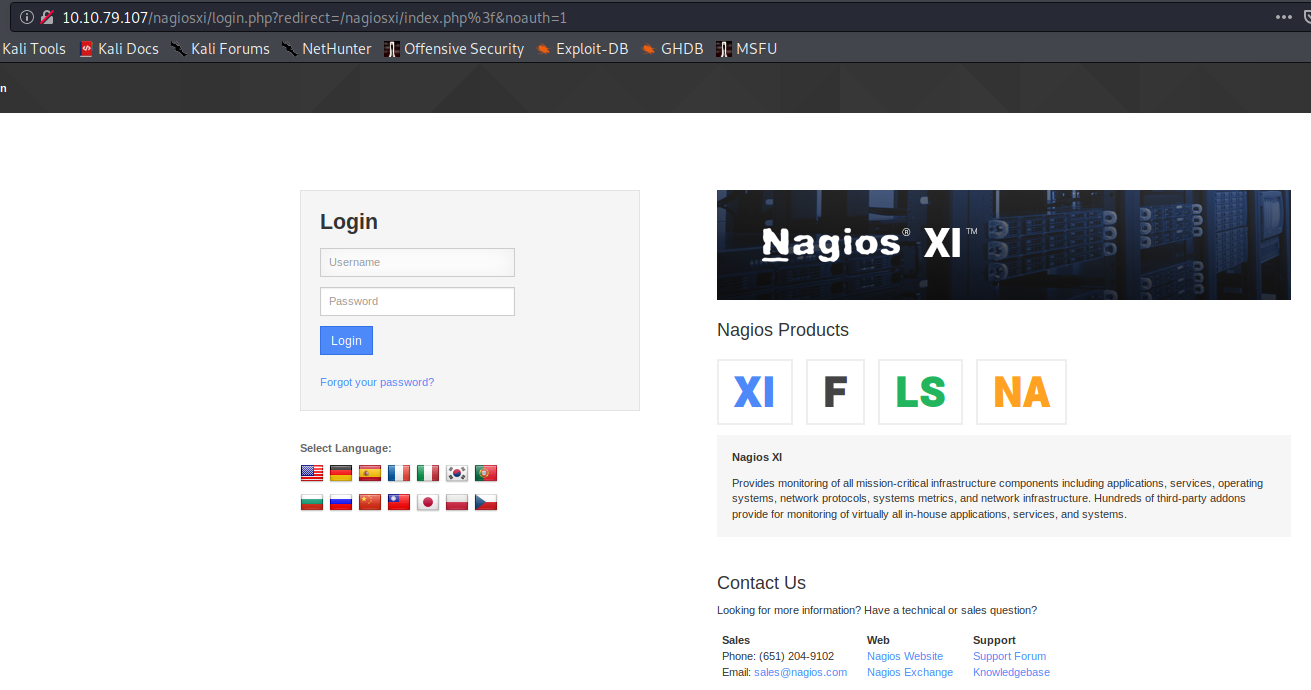 10.10.79.107/nagiosxi/login.php?redirect=/nagiosxi/index.php%3f&noauth=1
Kali Tools Kali Docs Kali Forums NetHunter Offensive Security Exploit-DB GHDB MSFU
n
Login
Username
Password
Login
Forgot your password?
Select Language:
Nagios® XI™
Nagios Products
XI F LS NA
Nagios XI
Provides monitoring of all mission-critical infrastructure components including applications, services, operating
systems, network protocols, systems metrics, and network infrastructure. Hundreds of third-party addons
provide for monitoring of virtually all in-house applications, services, and systems.
Contact Us
Looking for more information? Have a technical or sales question?
Sales Web Support
Phone: (651) 204-9102 Nagios Website Support Forum
Email: sales@nagios.com Nagios Exchange Knowledgebase